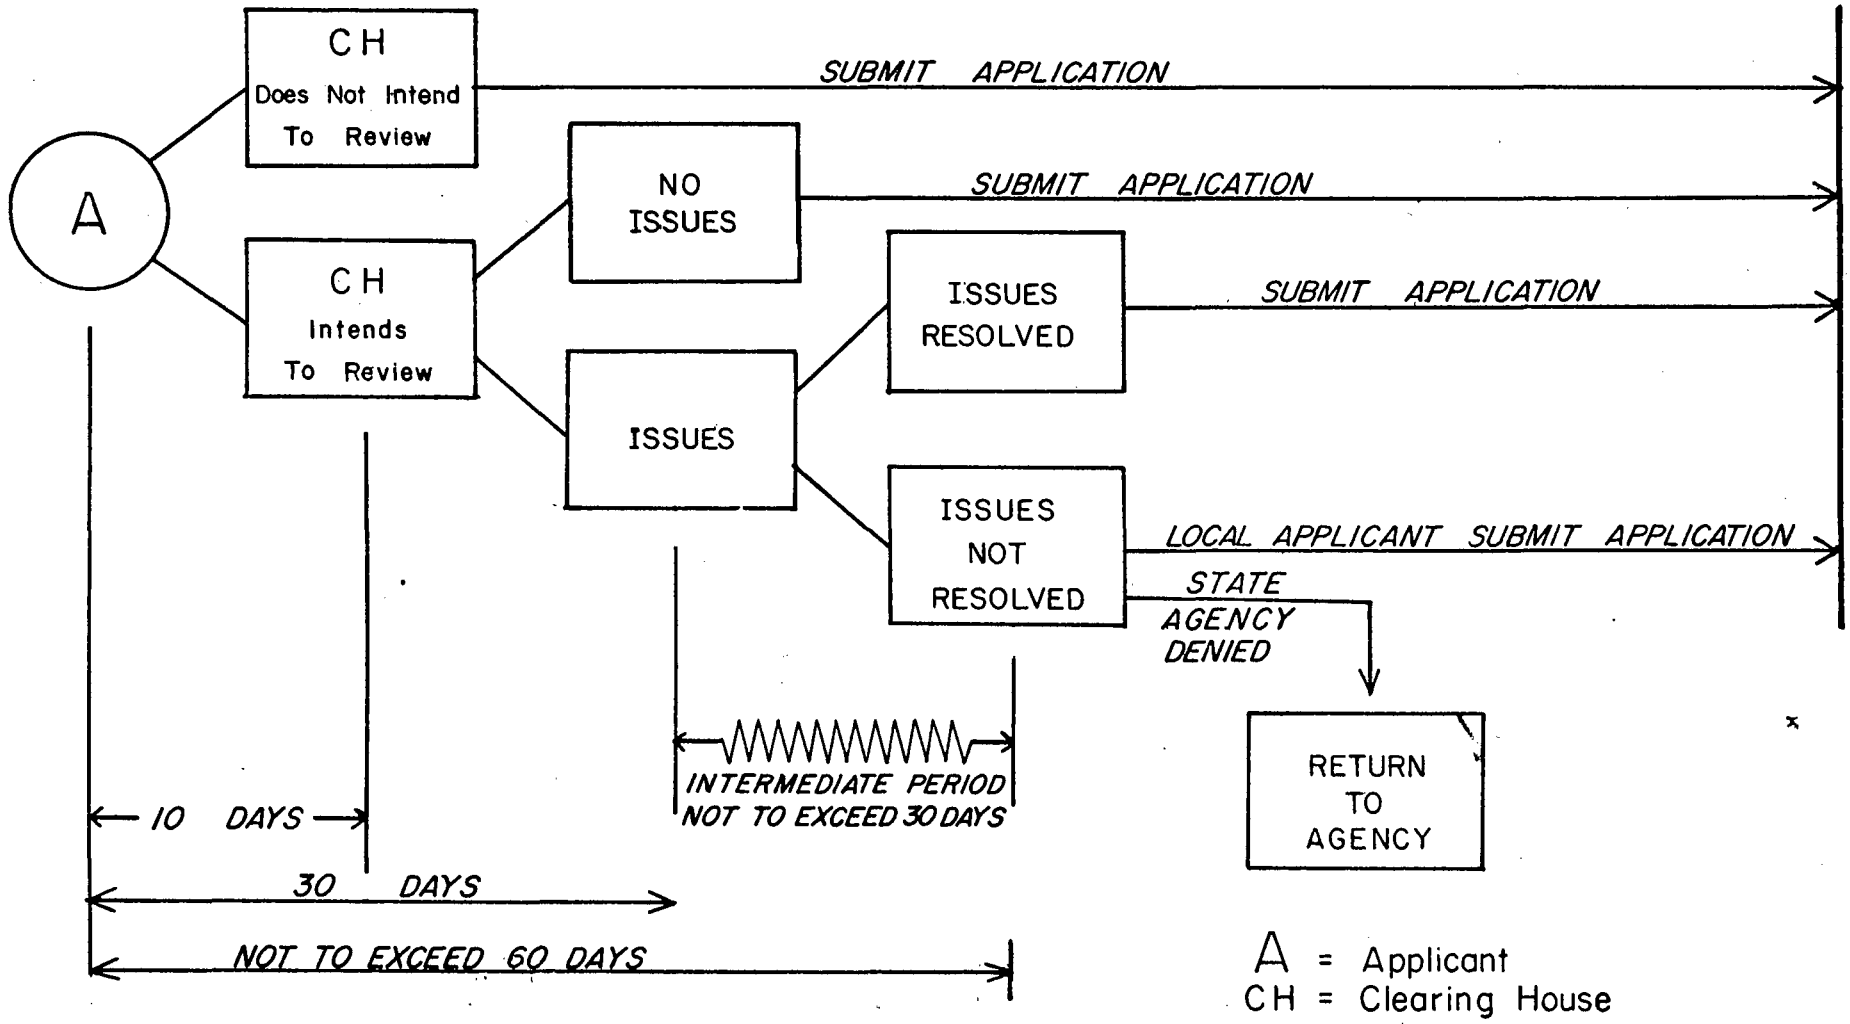 CH
Does Not Intend
To Review
SUBMIT APPLICATION
A
NO
ISSUES
SUBMIT APPLICATION
CH
Intends
To Review
ISSUES
RESOLVED
SUBMIT APPLICATION
ISSUES
ISSUES
NOT
RESOLVED
LOCAL APPLICANT SUBMIT APPLICATION
STATE
AGENCY
DENIED
RETURN
TO
AGENCY
INTERMEDIATE PERIOD
NOT TO EXCEED 30 DAYS
10 DAYS
30 DAYS
NOT TO EXCEED 60 DAYS
A = Applicant
CH = Clearing House